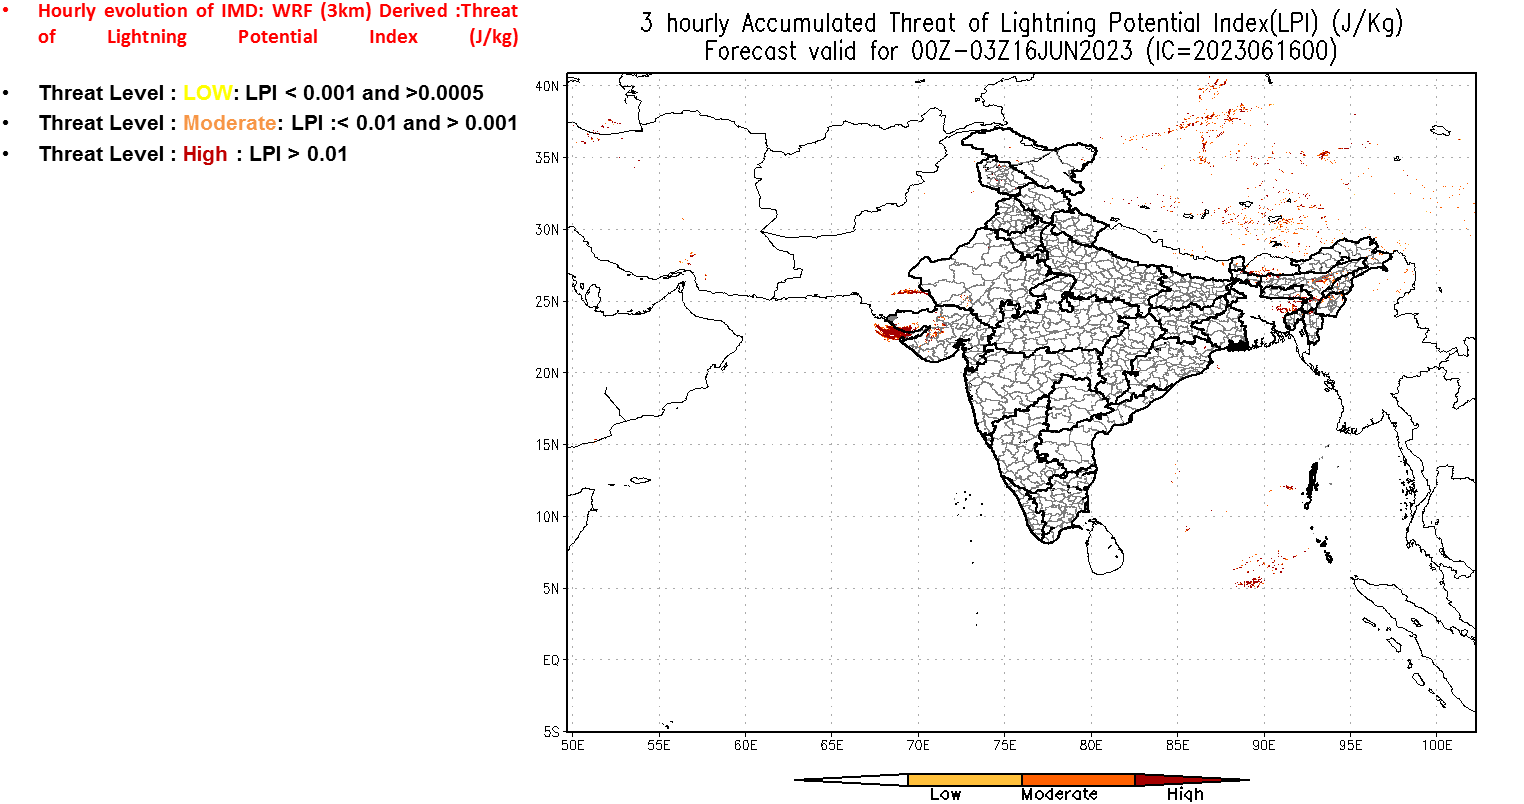 • Hourly evolution of IMD: WRF (3km) Derived :Threat
of Lightning Potential Index (J/kg)
• Threat Level : LOW: LPI < 0.001 and >0.0005
• Threat Level : Moderate: LPI :< 0.01 and > 0.001
• Threat Level : High : LPI > 0.01
3 hourly Accumulated Threat of Lightning Potential Index(LPI) (J/Kg)
Forecast valid for 00Z-03Z16JUN2023 (IC=2023061600)
40N
35N
30N
25N
20N
15N
10N
5N
EQ
5S
50E 55E 60E 65E 70E 75E 80E 85E 90E 95E 100E
Low Moderate High